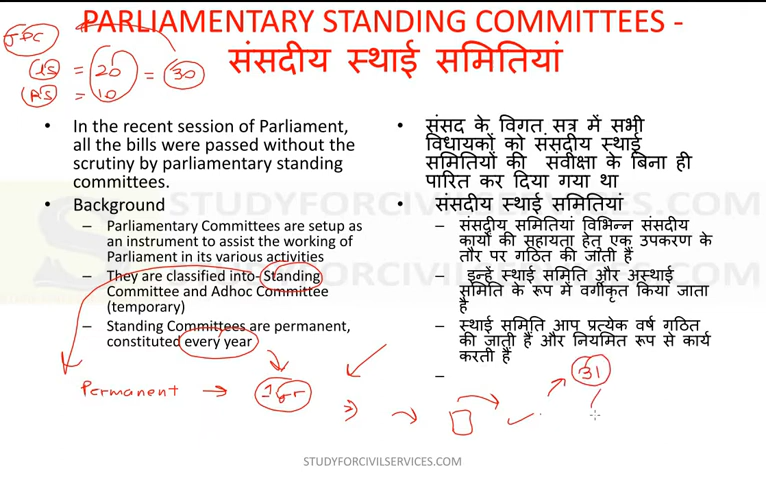 PARLIAMENTARY STANDING COMMITTEES -
संसदीय स्थाई समितियां
JPC
LS = 20 = 30
RS = 10
• In the recent session of Parliament,
all the bills were passed without the
scrutiny by parliamentary standing
committees.
• Background
– Parliamentary Committees are setup as
an instrument to assist the working of
Parliament in its various activities
– They are classified into- Standing
Committee and Adhoc Committee
(temporary)
– Standing Committees are permanent,
constituted every year
• संसद के विगत सत्र में सभी
विधायकों को संसदीय स्थाई
समितियों की संवीक्षा के बिना ही
पारित कर दिया गया था
• संसदीय स्थाई समितियां
– संसदीय समितियां विभिन्न संसदीय
कार्यों की सहायता हेतु एक उपकरण के
तौर पर गठित की जाती हैं
– इन्हें स्थाई समिति और अस्थाई
समिति के रूप में वर्गीकृत किया जाता
है
– स्थाई समिति आप प्रत्येक वर्ष गठित
की जाती हैं और नियमित रूप से कार्य
करती हैं
–
Permanent
31
STUDYFORCIVILSERVICES.COM